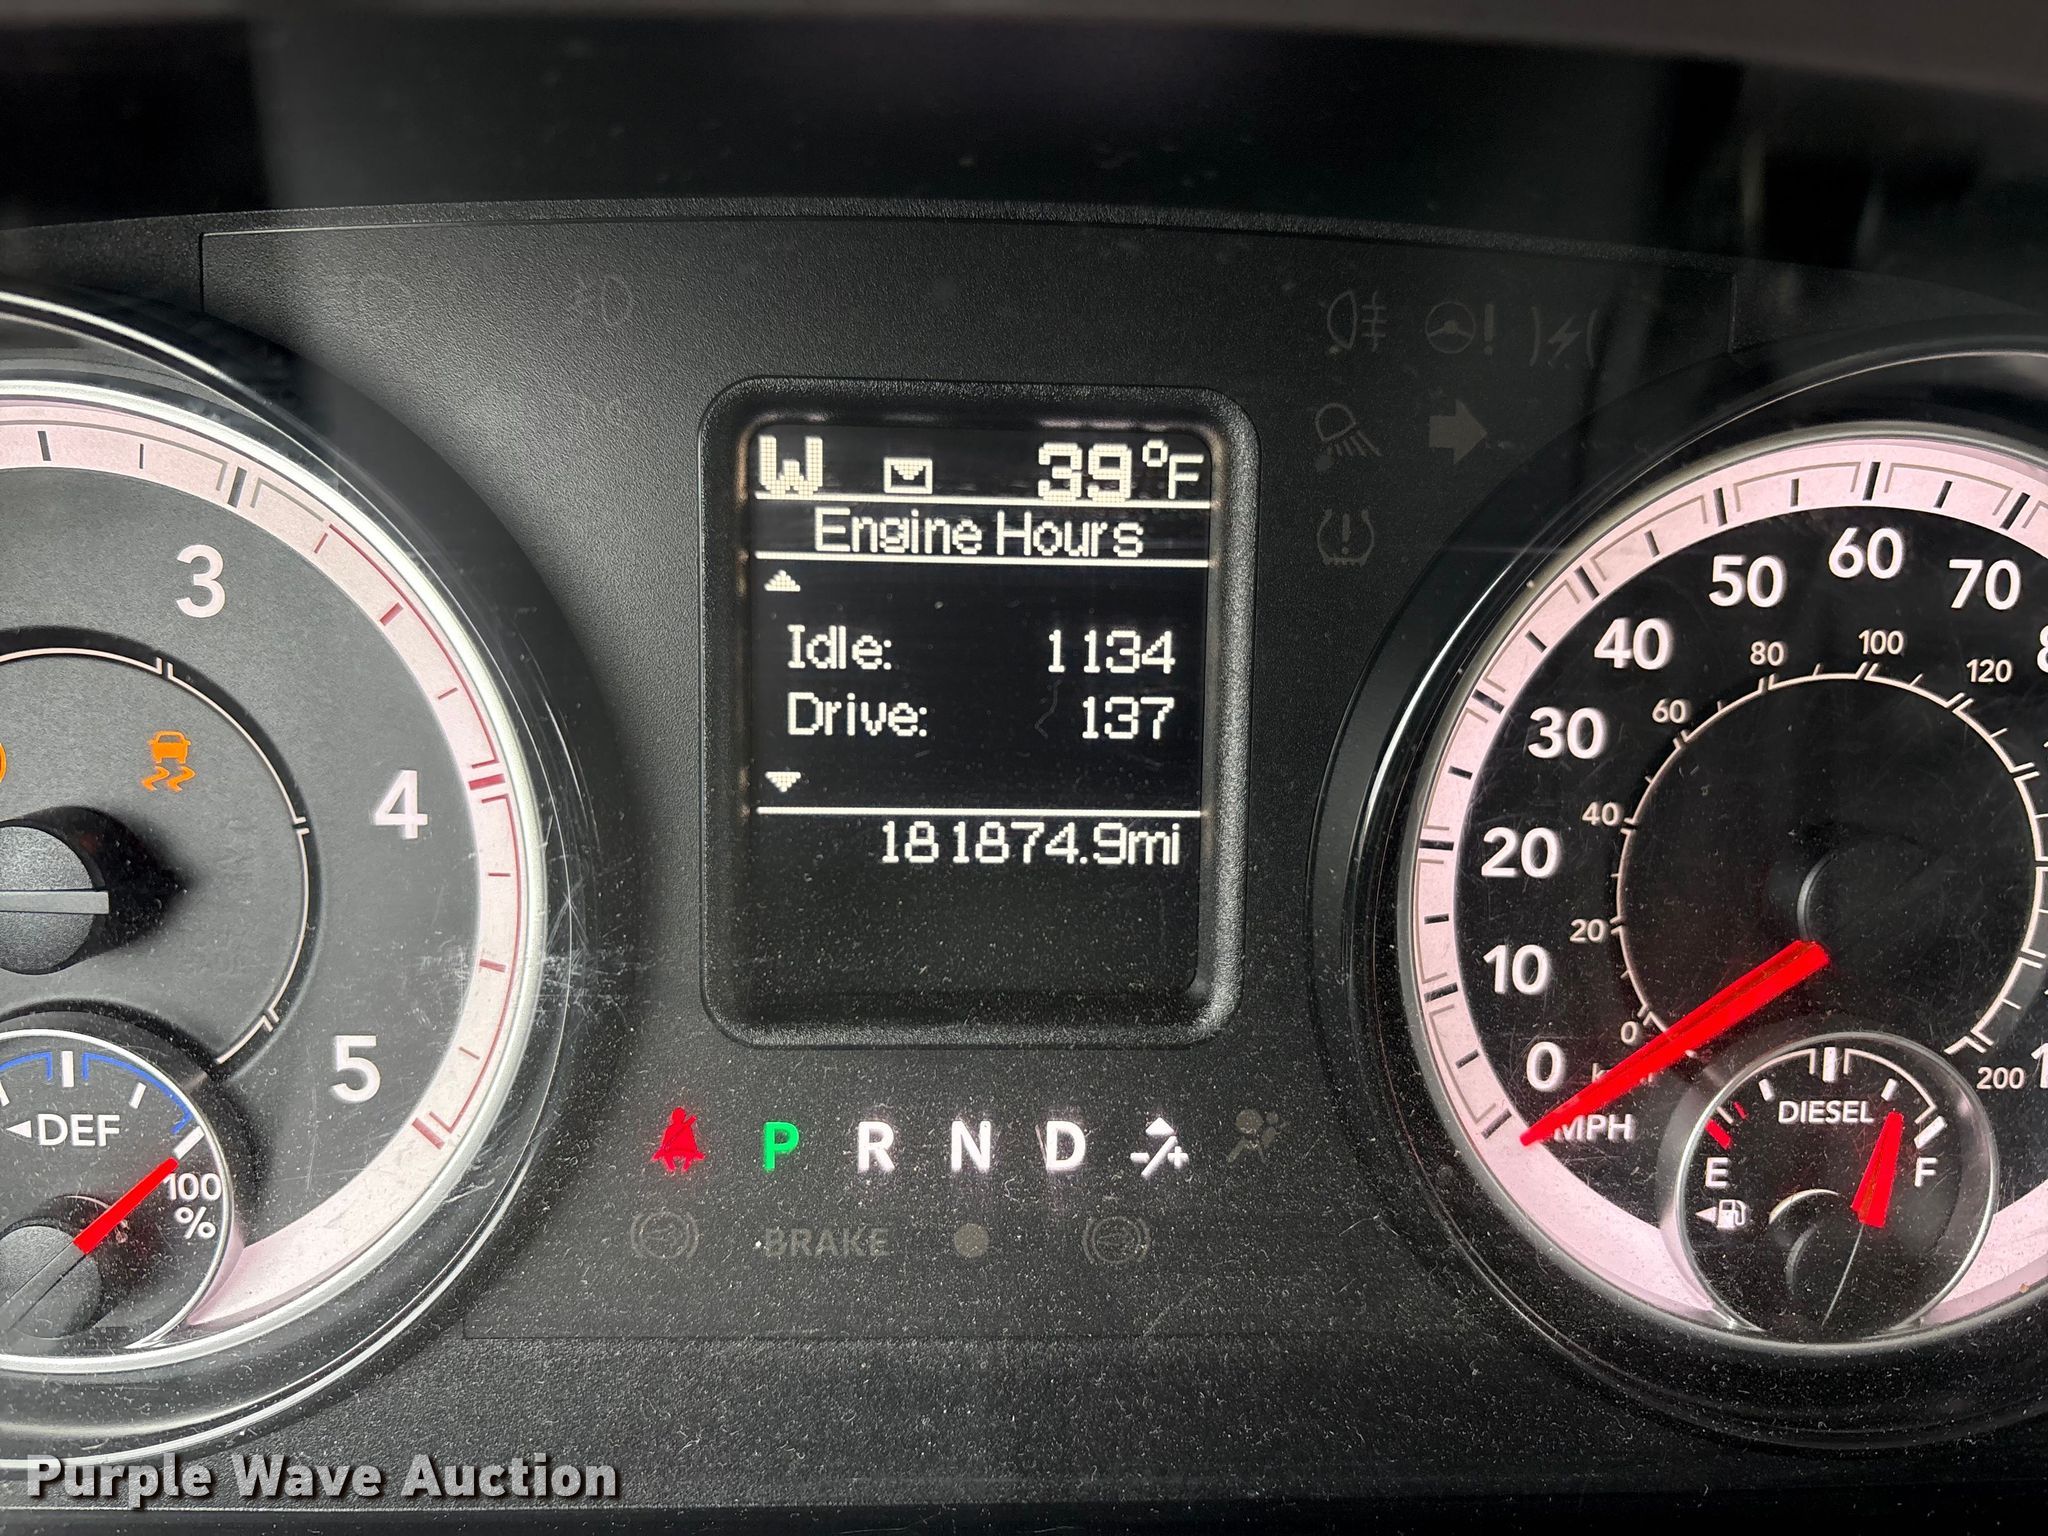 W 39°F
Engine Hours
Idle: 1134
Drive: 137
181874.9mi
3
4
5
DEF
100
%
P R N D -/+
BRAKE
0 10 20 30 40 50 60 70
0 20 40 60 80 100 120 200
MPH
DIESEL
E F
Purple Wave Auction